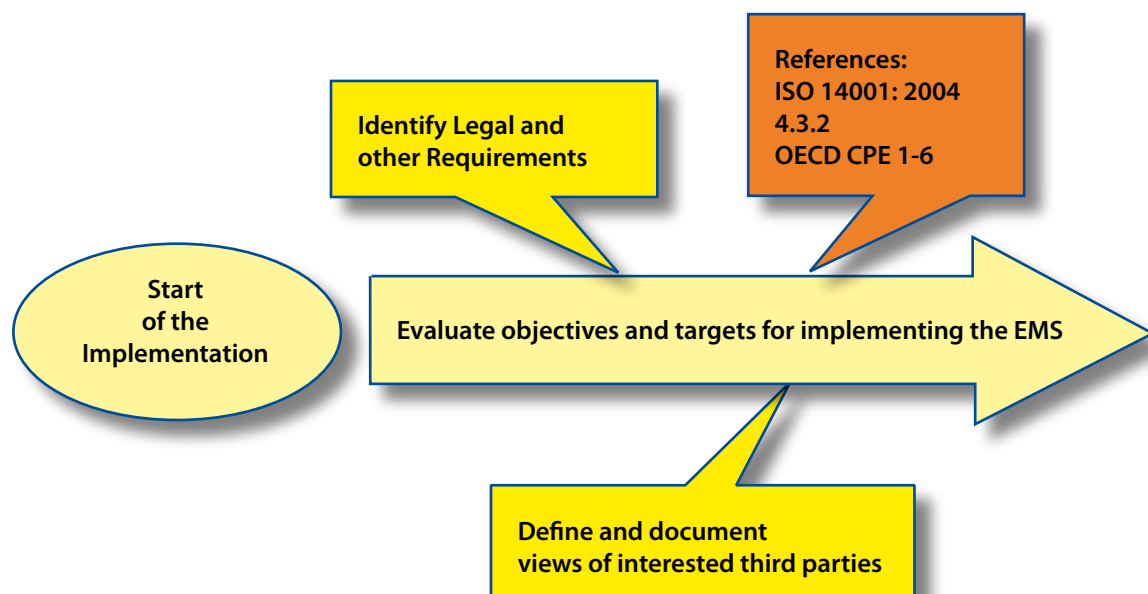 References:
ISO 14001: 2004
4.3.2
OECD CPE 1-6
Identify Legal and
other Requirements
Start
of the
Implementation
Evaluate objectives and targets for implementing the EMS
Define and document
views of interested third parties